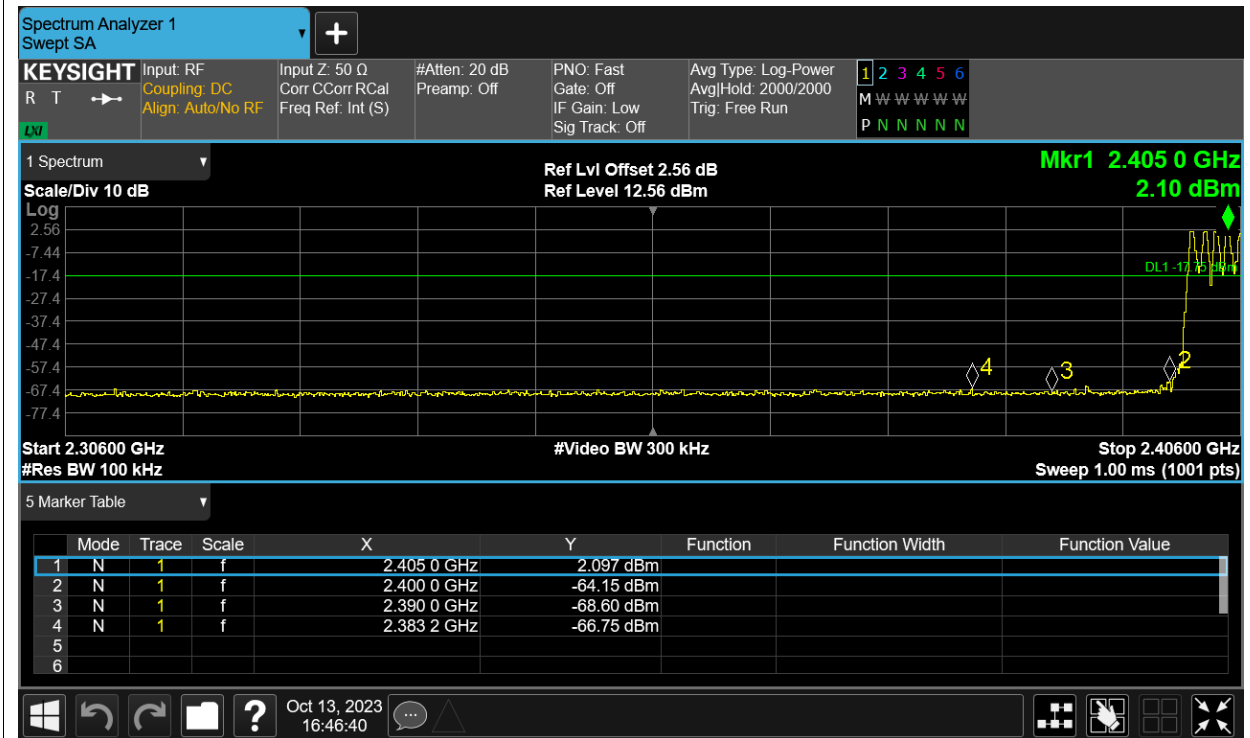 Spectrum Analyzer 1
Swept SA
KEYSIGHT
R T
LXI
Input: RF
Coupling: DC
Align: Auto/No RF
Input Z: 50 Ω
Corr CCorr RCal
Freq Ref: Int (S)
#Atten: 20 dB
Preamp: Off
PNO: Fast
Gate: Off
IF Gain: Low
Sig Track: Off
Avg Type: Log-Power
Avg|Hold: 2000/2000
Trig: Free Run
1 2 3 4 5 6
M W W W W W W
P N N N N N N
1 Spectrum
Scale/Div 10 dB
Ref Lvl Offset 2.56 dB
Ref Level 12.56 dBm
Mkr1 2.405 0 GHz
2.10 dBm
Log
2.56
-7.44
-17.4
-27.4
-37.4
-47.4
-57.4
-67.4
-77.4
DL1 -17.75 dBm
4
3
2
Start 2.30600 GHz
#Video BW 300 kHz
Stop 2.40600 GHz
#Res BW 100 kHz
Sweep 1.00 ms (1001 pts)
5 Marker Table
Mode Trace Scale X Y Function Function Width Function Value
1 N 1 f 2.405 0 GHz 2.097 dBm
2 N 1 f 2.400 0 GHz -64.15 dBm
3 N 1 f 2.390 0 GHz -68.60 dBm
4 N 1 f 2.383 2 GHz -66.75 dBm
5
6
?
Oct 13, 2023
16:46:40